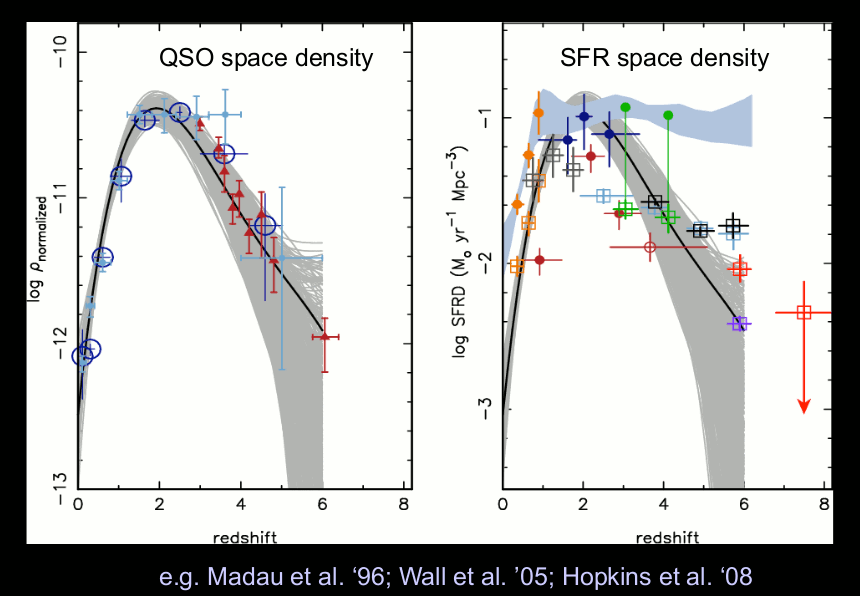 QSO space density
SFR space density
-10
-11
-12
-13
log ρnormalized
0 2 4 6 8
redshift
-1
-2
-3
log SFRD (M⊙ yr⁻¹ Mpc⁻³)
0 2 4 6 8
redshift
e.g. Madau et al. ‘96; Wall et al. ’05; Hopkins et al. ‘08